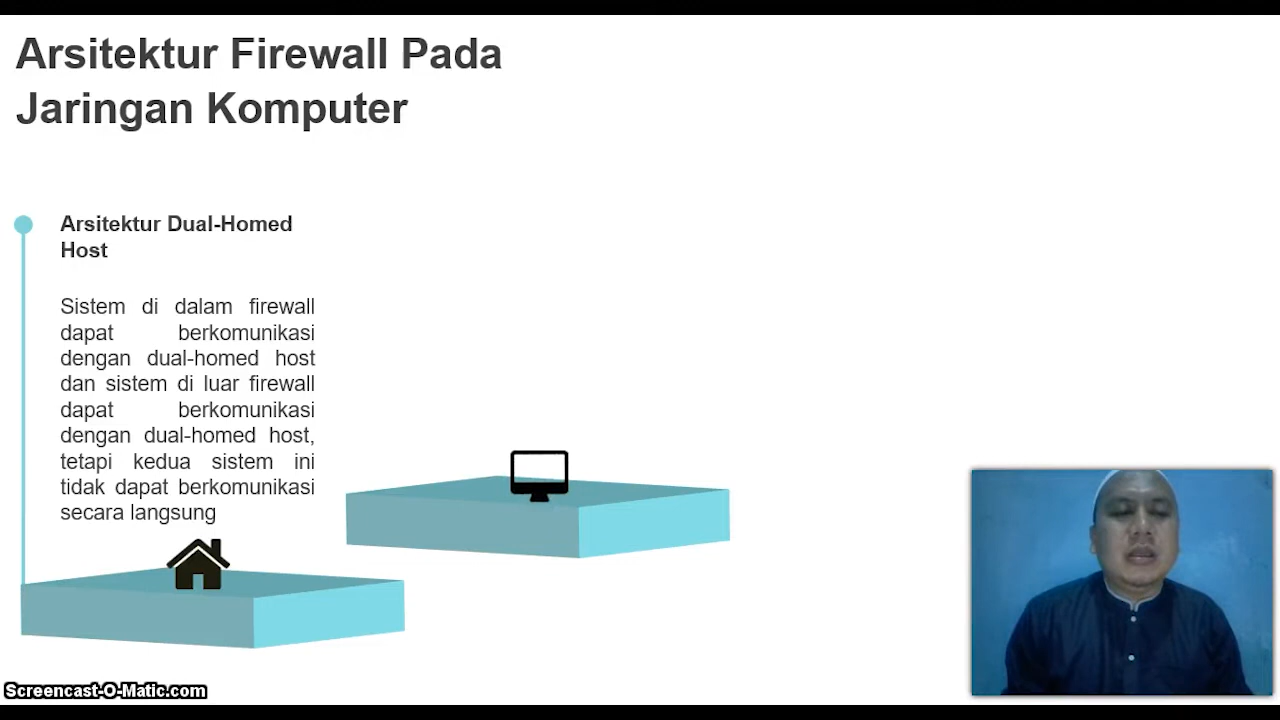 Arsitektur Firewall Pada
Jaringan Komputer
Arsitektur Dual-Homed
Host
Sistem di dalam firewall
dapat berkomunikasi
dengan dual-homed host
dan sistem di luar firewall
dapat berkomunikasi
dengan dual-homed host,
tetapi kedua sistem ini
tidak dapat berkomunikasi
secara langsung
Screencast-O-Matic.com